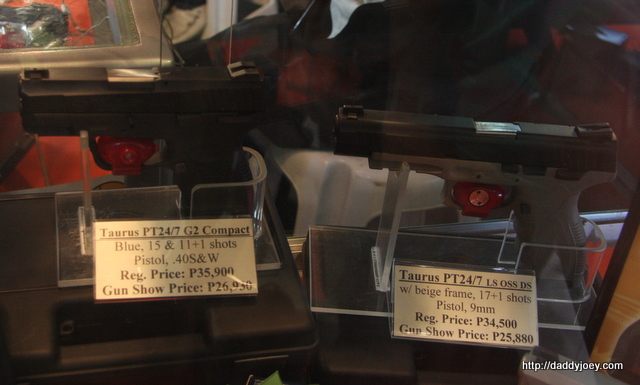 Taurus PT24/7 G2 Compact
Blue, 15 & 11+1 shots
Pistol, .40S&W
Reg. Price: P35,900
Gun Show Price: P26,930
Taurus PT24/7 LS OSS DS
w/ beige frame, 17+1 shots
Pistol, 9mm
Reg. Price: P34,500
Gun Show Price: P25,880
http://daddyjoey.com